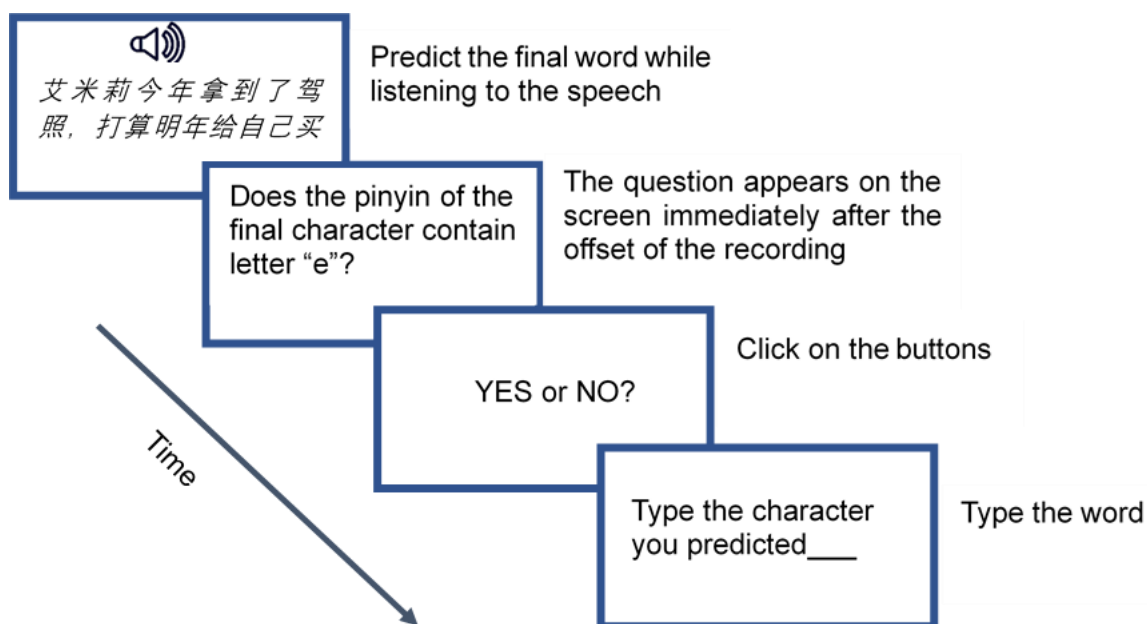 艾米莉今年拿到了驾
照，打算明年给自己买
Predict the final word while
listening to the speech
Does the pinyin of the
final character contain
letter “e”?
The question appears on the
screen immediately after the
offset of the recording
YES or NO?
Click on the buttons
Time
Type the character
you predicted___
Type the word